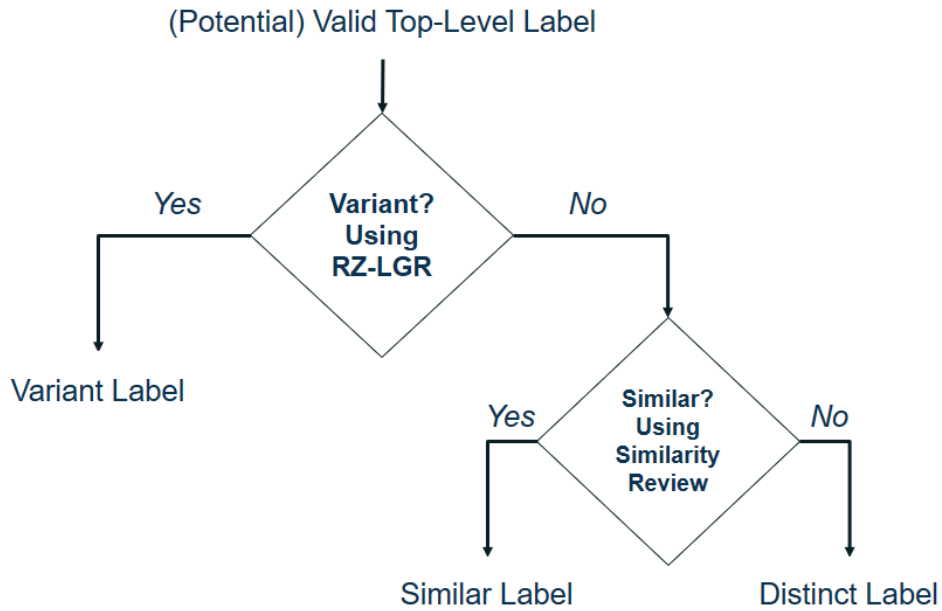 (Potential) Valid Top-Level Label
Yes
Variant?
Using
RZ-LGR
No
Variant Label
Yes
Similar?
Using
Similarity
Review
No
Similar Label
Distinct Label